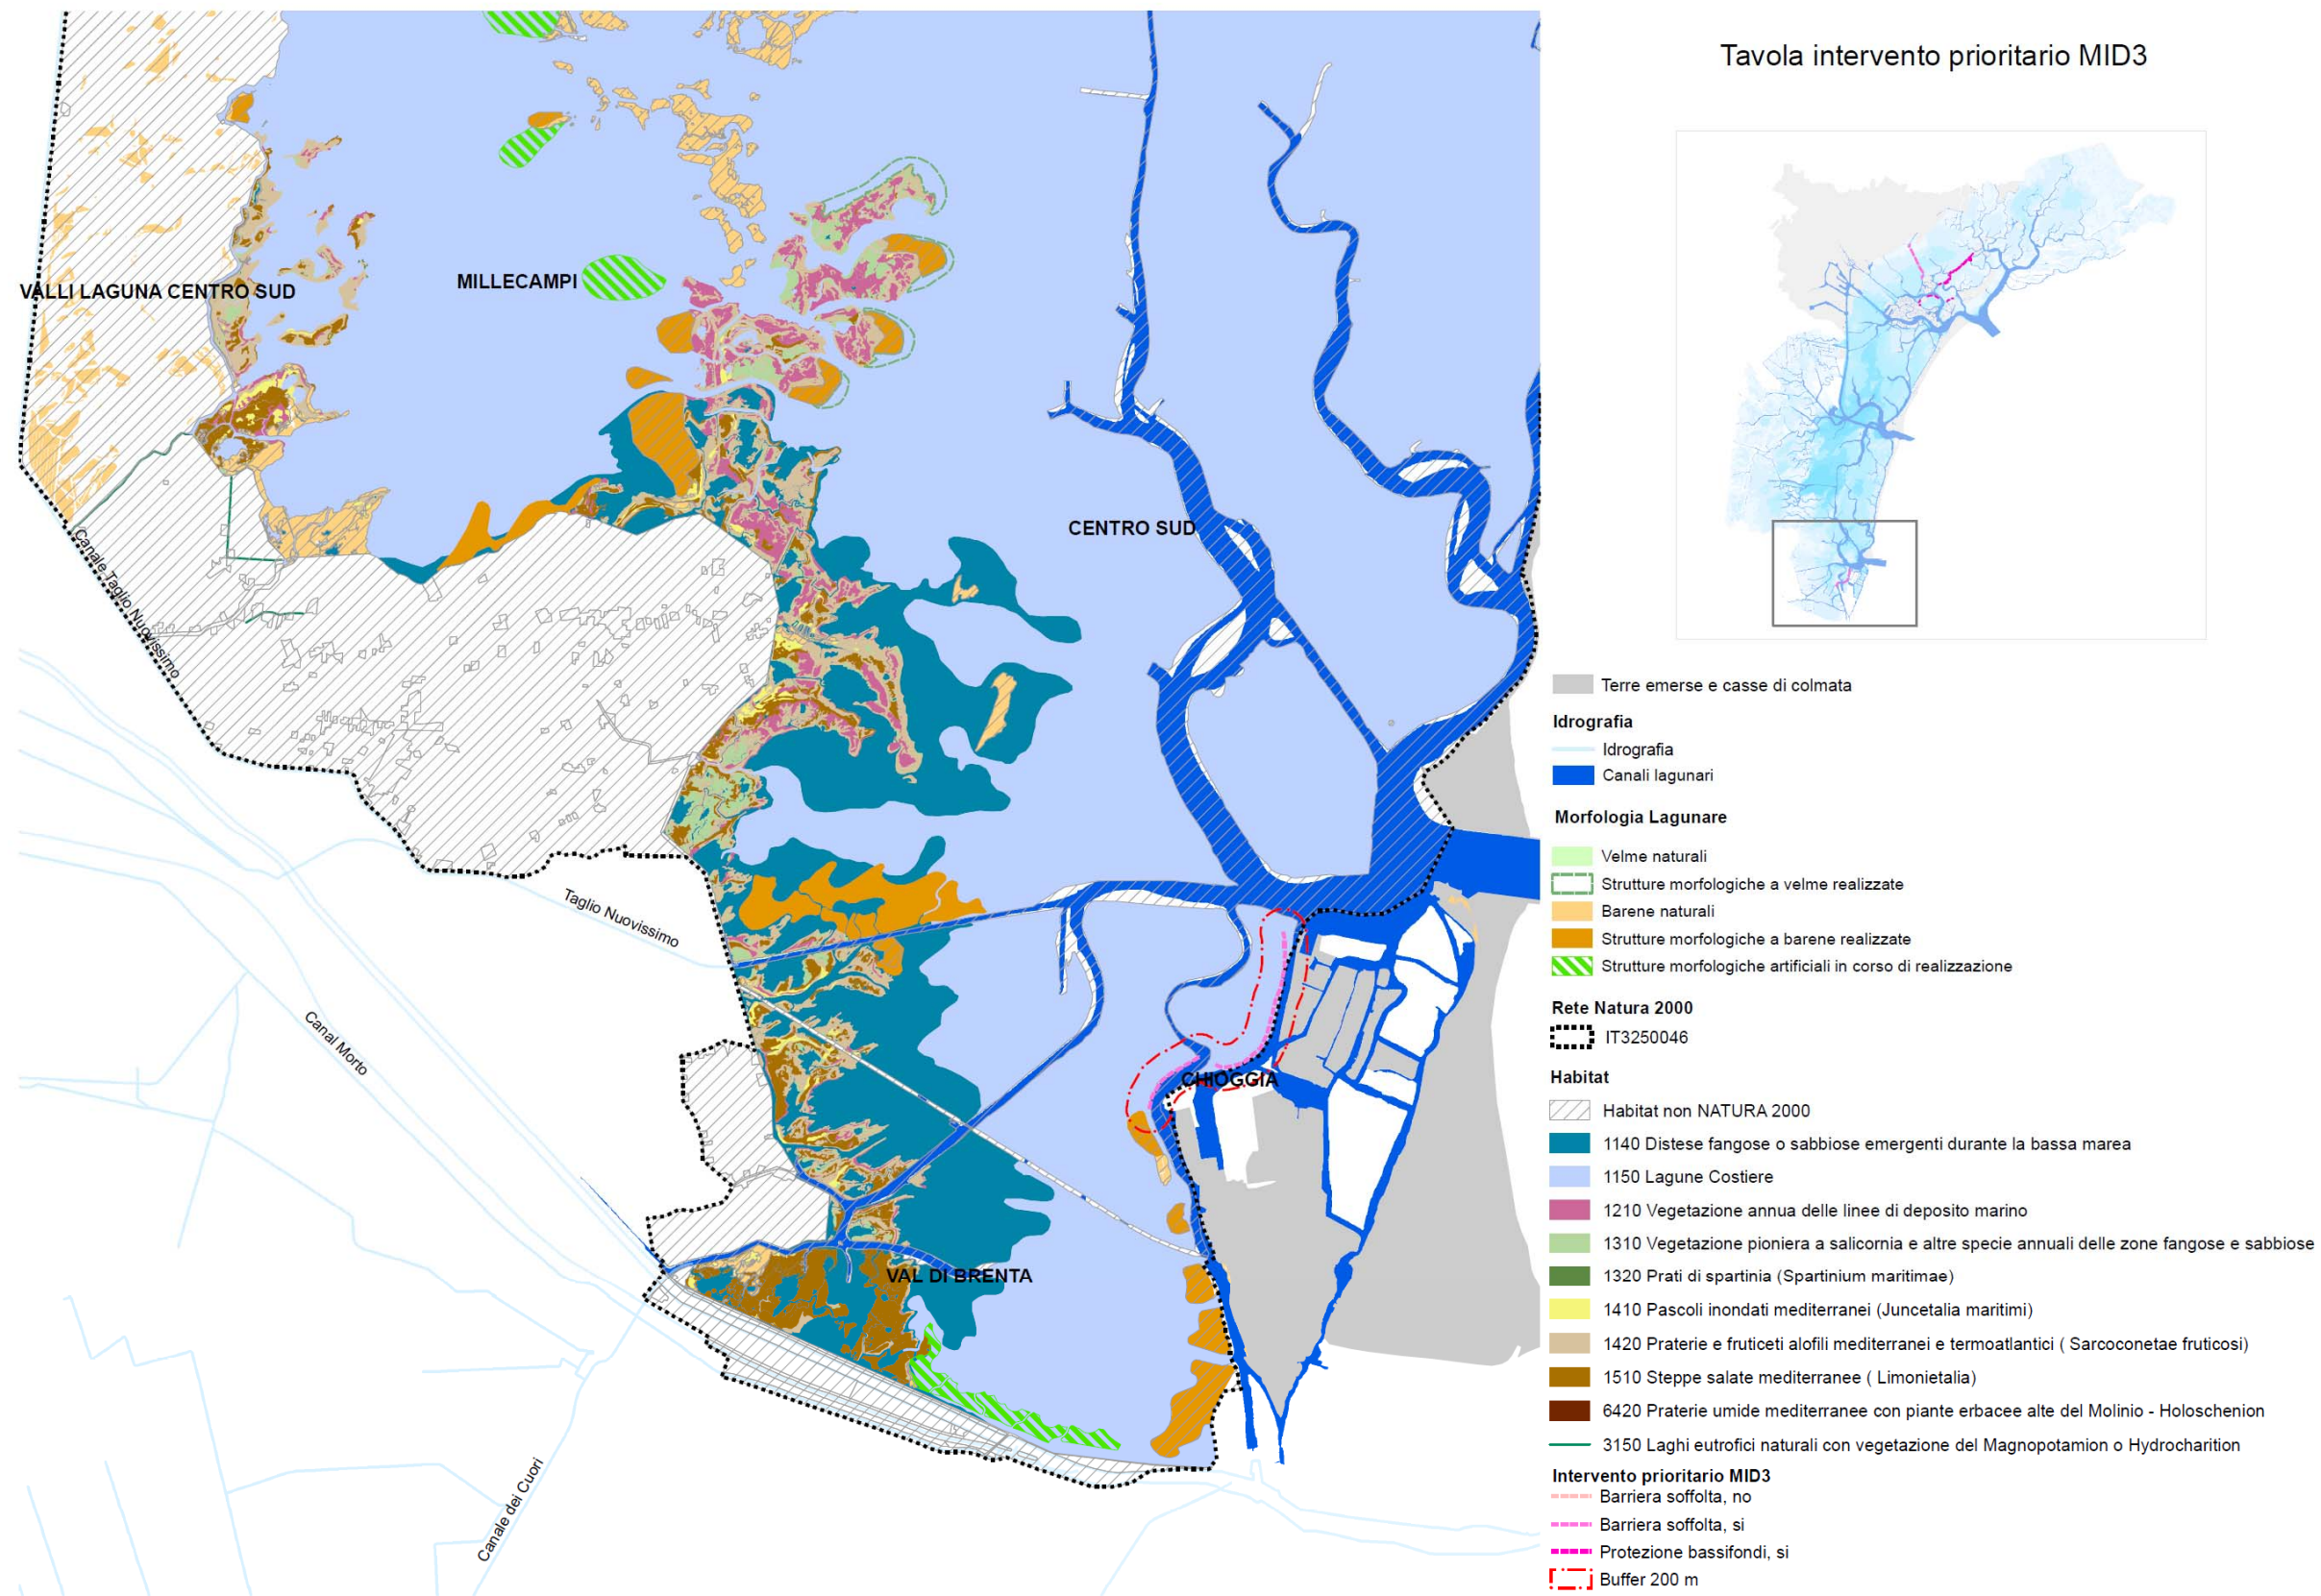 Tavola intervento prioritario MID3
VALLI LAGUNA CENTRO SUD
MILLECAMPI
CENTRO SUD
Canale Taglio Nuovissimo
Taglio Nuovissimo
Canal Morto
CHIOGGIA
VAL DI BRENTA
Canale dei Cuori
Terre emerse e casse di colmata
Idrografia
Idrografia
Canali lagunari
Morfologia Lagunare
Velme naturali
Strutture morfologiche a velme realizzate
Barene naturali
Strutture morfologiche a barene realizzate
Strutture morfologiche artificiali in corso di realizzazione
Rete Natura 2000
IT3250046
Habitat
Habitat non NATURA 2000
1140 Distese fangose o sabbiose emergenti durante la bassa marea
1150 Lagune Costiere
1210 Vegetazione annua delle linee di deposito marino
1310 Vegetazione pioniera a salicornia e altre specie annuali delle zone fangose e sabbiose
1320 Prati di spartinia (Spartinium maritimae)
1410 Pascoli inondati mediterranei (Juncetalia maritimi)
1420 Praterie e fruticeti alofili mediterranei e termoatlantici ( Sarcoconetae fruticosi)
1510 Steppe salate mediterranee ( Limonietalia)
6420 Praterie umide mediterranee con piante erbacee alte del Molinio - Holoschenion
3150 Laghi eutrofici naturali con vegetazione del Magnopotamion o Hydrocharition
Intervento prioritario MID3
Barriera soffolta, no
Barriera soffolta, si
Protezione bassifondi, si
Buffer 200 m